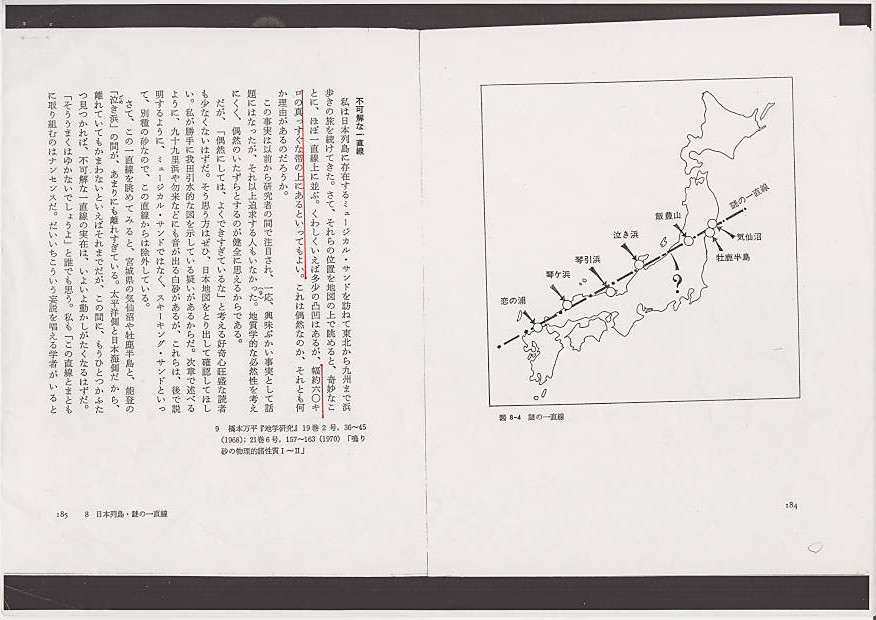 謎の一直線
飯豊山
気仙沼
牡鹿半島
泣き浜
琴引浜
琴ケ浜
恋の浦
?
図 8-4 謎の一直線
184
不可解な一直線
私は日本列島に存在するミュージカル・サンドを訪ねて東北から九州まで浜
歩きの旅を続けてきた。さて、それらの位置を地図の上で眺めると、奇妙なこ
とに、ほぼ一直線上に並ぶ。くわしくいえば多少の凸凹はあるが、幅約六〇キ
ロの真っすぐな帯の上にあるといってもよい。これは偶然なのか、それとも何
か理由があるのだろうか。
この事実は以前から研究者の間で注目され、一応、興味ぶかい事実として話
題にはなったが、それ以上追求する人もいなかった(9)。地質学的な必然性を考え
にくく、偶然のいたずらとするのが健全に思えるからである。
だが、「偶然にしては、よくできすぎているな」と考える好奇心旺盛な読者
も少なくないはずだ。そう思う方はぜひ、日本地図をとり出して確認してほし
い。私が勝手に我田引水的な図を示している疑いがあるからだ。次章で述べる
ように、九十九里浜や勿来などにも音が出る白砂があるが、これらは、後で説
明するように、ミュージカル・サンドではなく、スキーキング・サンドといっ
て、別種の砂なので、この直線からは除外している。
さて、この一直線を眺めてみると、宮城県の気仙沼や牡鹿半島と、能登の
「泣き浜」の間が、あまりにも離れすぎている。太平洋側と日本海側だから、
離れていてもかまわないといえばそれまでだが、この間に、もうひとつかふた
つ見つかれば、不可解な一直線の実在は、いよいよ動かしがたくなるはずだ。
「そううまくはゆかないでしょうよ」と誰でも思う。私も「この直線とまとも
に取り組むのはナンセンスだ。だいいちこういう妄説を唱える学者がいると
9 橋本万平『地学研究』19巻2号, 36〜45
(1968); 21巻6号, 157〜163 (1970)「鳴り
砂の物理的諸性質Ⅰ〜Ⅱ」
185 8 日本列島・謎の一直線